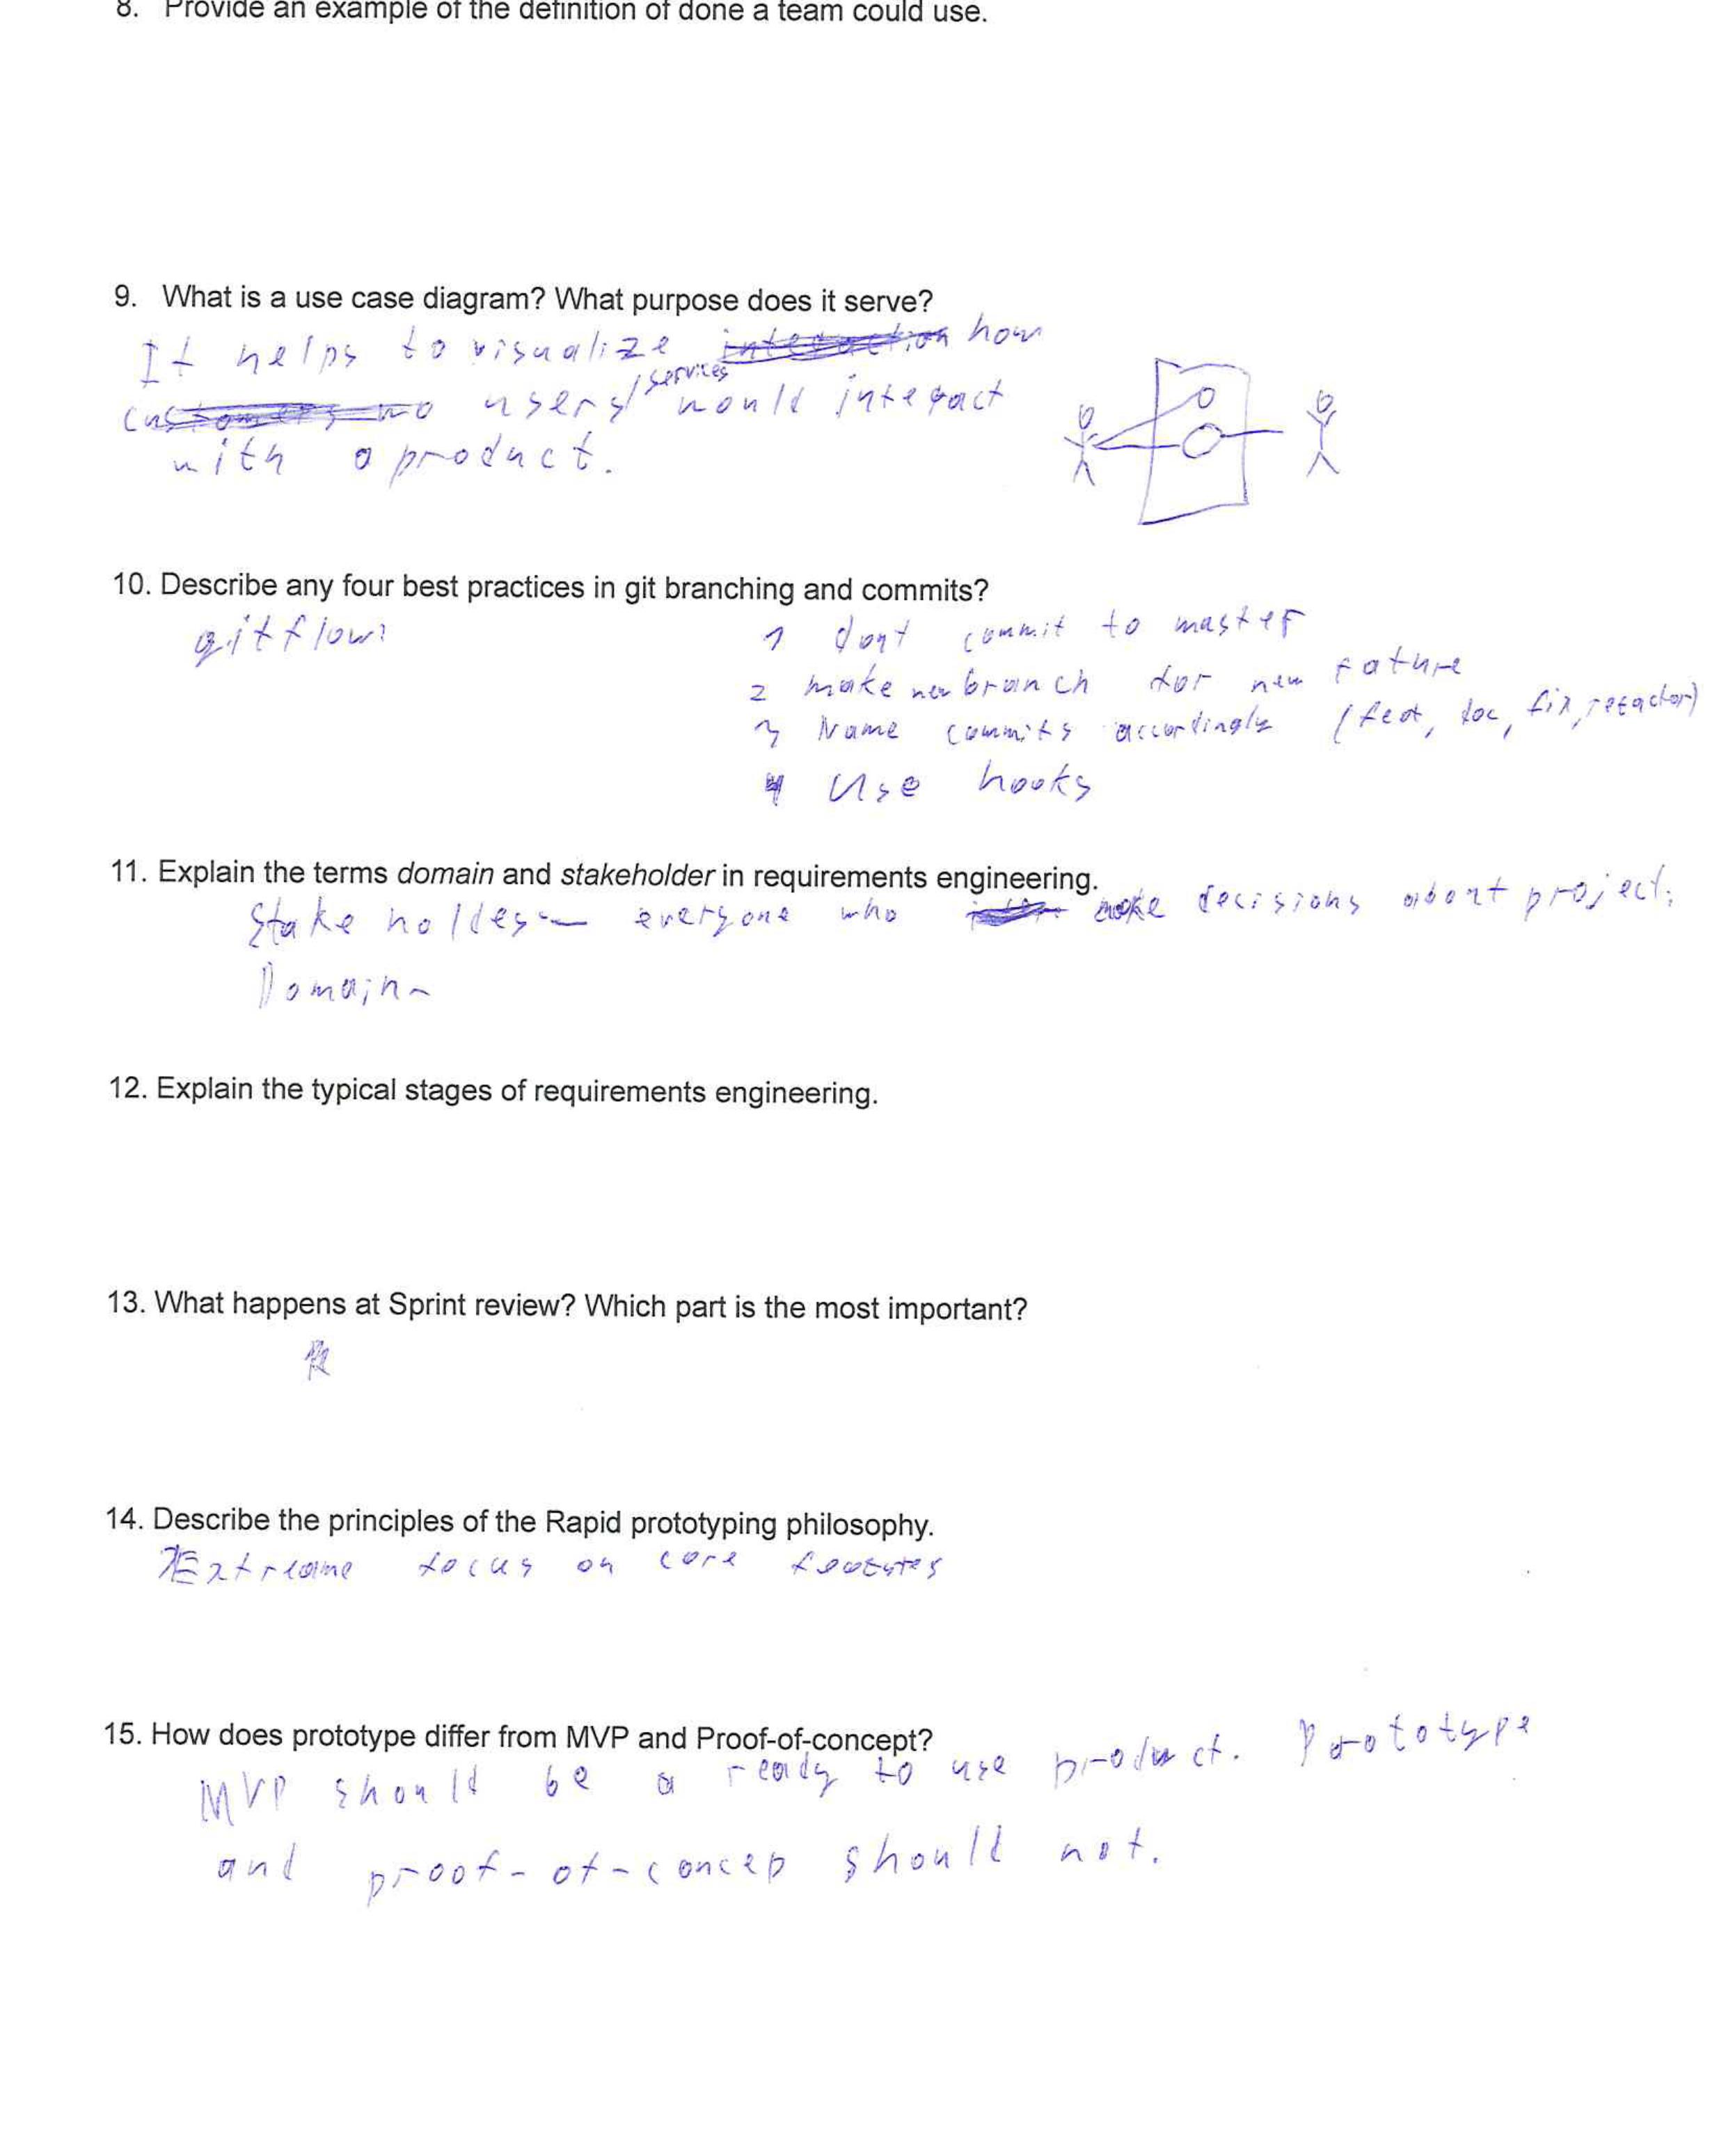 8. Provide an example of the definition of done a team could use.
9. What is a use case diagram? What purpose does it serve?
It helps to visualize interaction how
customers wo users/services would interact
with a product.
10. Describe any four best practices in git branching and commits?
gitflow:
1 dont commit to master
2 make new branch for new fature
3 Name commits accordingly (feat, doc, fix, refactor)
4 Use hooks
11. Explain the terms domain and stakeholder in requirements engineering.
Stake holders — everyone who make decisions about project.
Domain -
12. Explain the typical stages of requirements engineering.
13. What happens at Sprint review? Which part is the most important?
14. Describe the principles of the Rapid prototyping philosophy.
Extreame focus on core features
15. How does prototype differ from MVP and Proof-of-concept?
MVP should be a ready to use product. Prototype
and proof-of-concep should not.